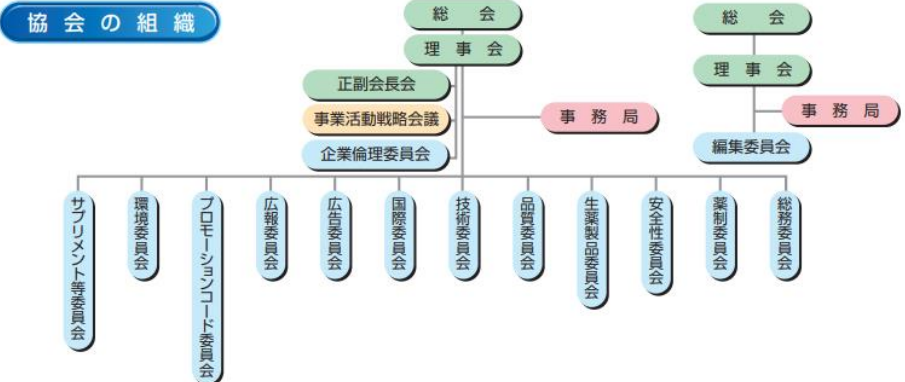 協会の組織
総会
理事会
正副会長会
事業活動戦略会議
企業倫理委員会
事務局
総会
理事会
事務局
編集委員会
サプリメント等委員会
環境委員会
プロモーションコード委員会
広報委員会
広告委員会
国際委員会
技術委員会
品質委員会
生薬製品委員会
安全性委員会
薬制委員会
総務委員会